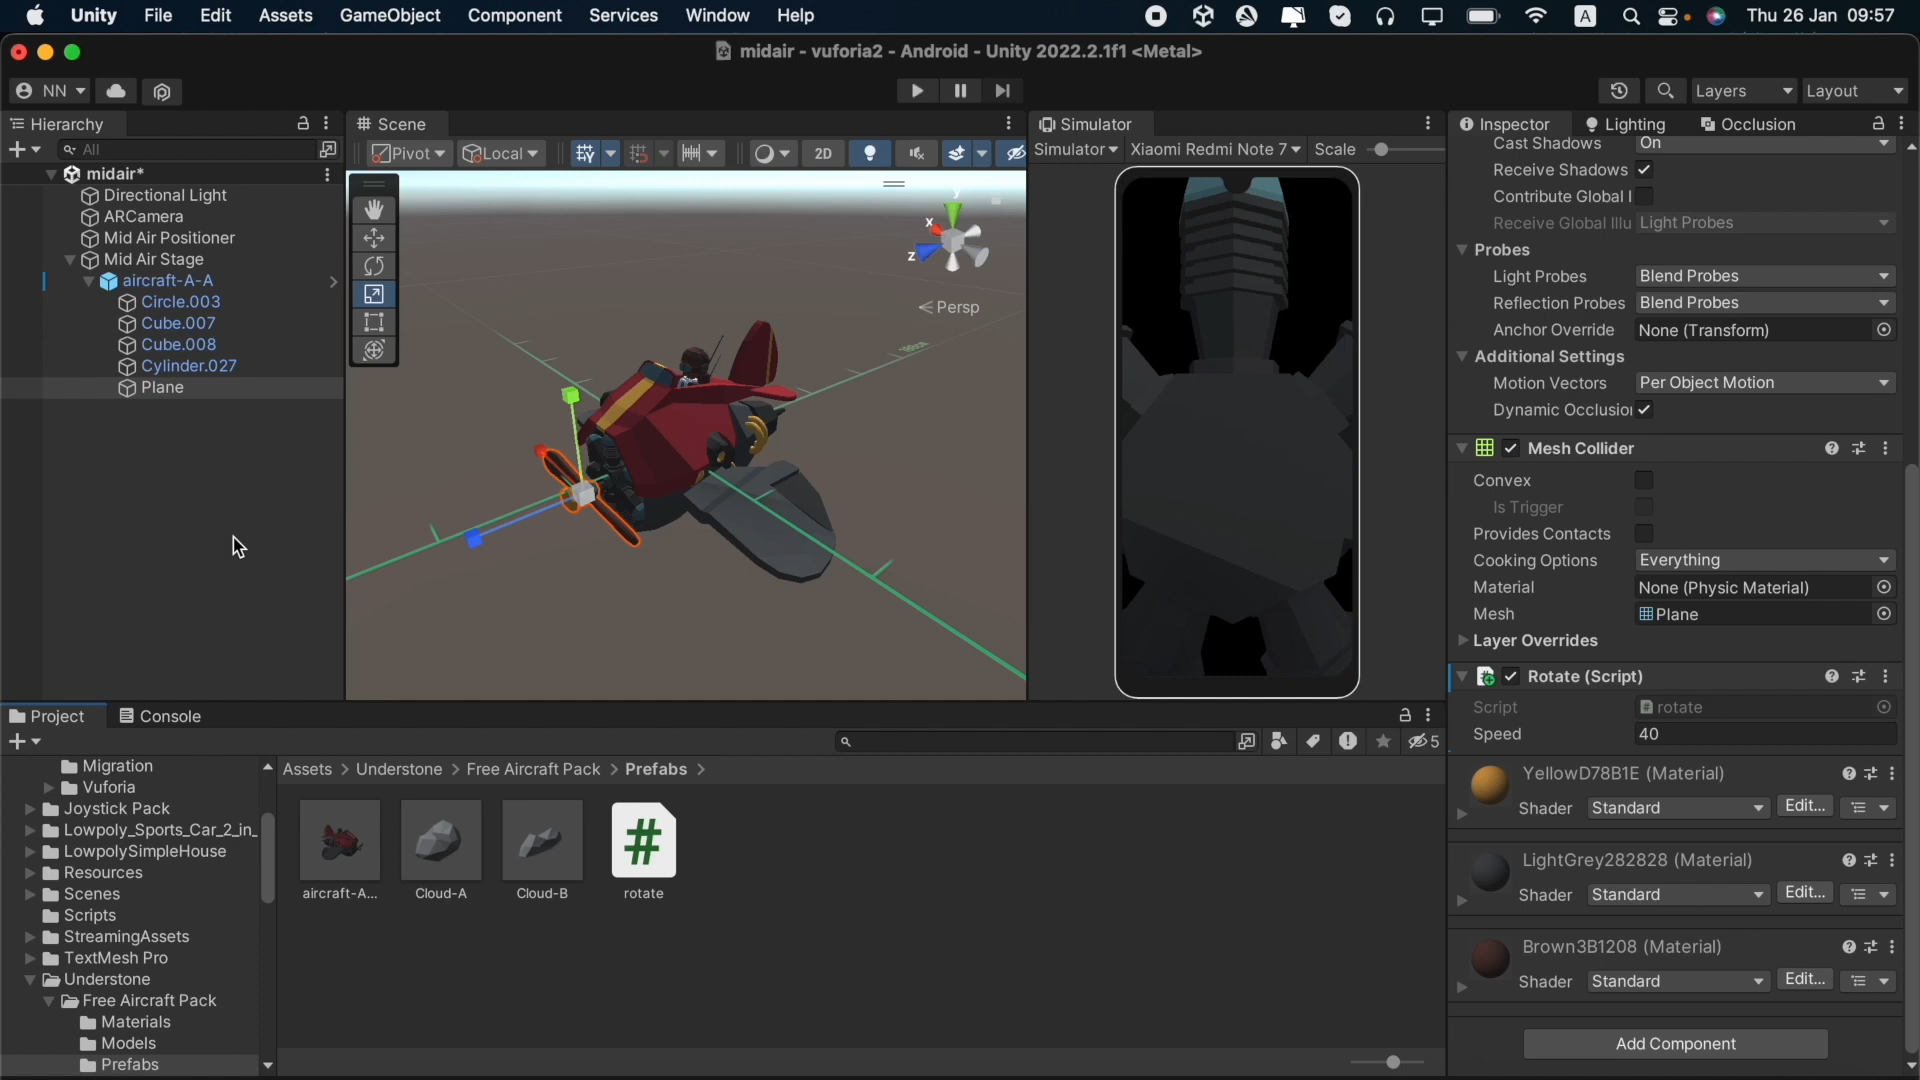 Unity File Edit Assets GameObject Component Services Window Help A Thu 26 Jan 09:57
midair - vuforia2 - Android - Unity 2022.2.1f1 <Metal>
NN Layers Layout
Hierarchy
All
midair*
Directional Light
ARCamera
Mid Air Positioner
Mid Air Stage
aircraft-A-A
Circle.003
Cube.007
Cube.008
Cylinder.027
Plane
Scene
Pivot Local 2D
y
x
z
Persp
Simulator
Simulator Xiaomi Redmi Note 7 Scale
Inspector Lighting Occlusion
Cast Shadows On
Receive Shadows
Contribute Global I
Receive Global Illu Light Probes
Probes
Light Probes Blend Probes
Reflection Probes Blend Probes
Anchor Override None (Transform)
Additional Settings
Motion Vectors Per Object Motion
Dynamic Occlusion
Mesh Collider
Convex
Is Trigger
Provides Contacts
Cooking Options Everything
Material None (Physic Material)
Mesh Plane
Layer Overrides
Rotate (Script)
Script rotate
Speed 40
YellowD78B1E (Material)
Shader Standard Edit...
LightGrey282828 (Material)
Shader Standard Edit...
Brown3B1208 (Material)
Shader Standard Edit...
Add Component
Project Console
5
Migration
Vuforia
Joystick Pack
Lowpoly_Sports_Car_2_in_
LowpolySimpleHouse
Resources
Scenes
Scripts
StreamingAssets
TextMesh Pro
Understone
Free Aircraft Pack
Materials
Models
Prefabs
Assets > Understone > Free Aircraft Pack > Prefabs >
#
aircraft-A... Cloud-A Cloud-B rotate